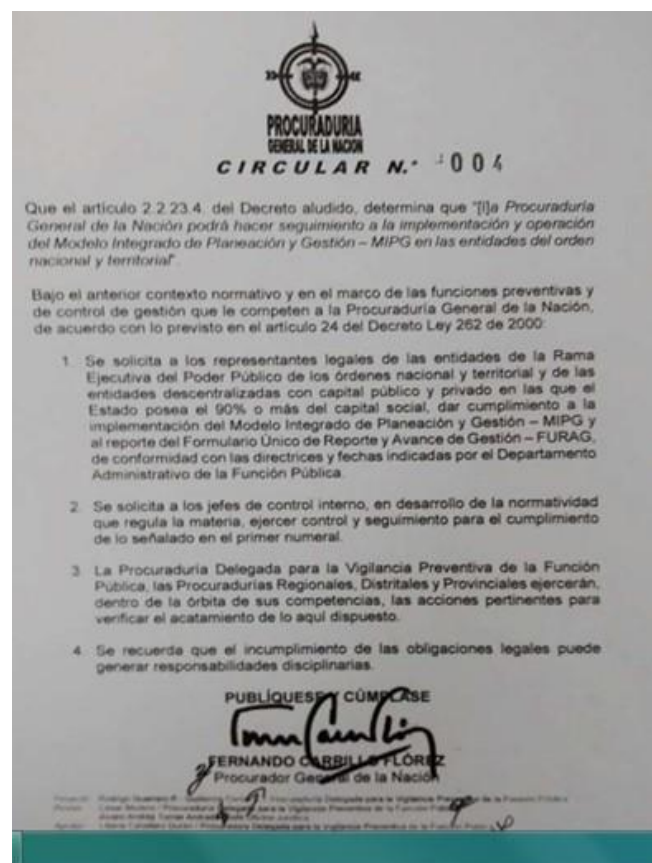 PROCURADURIA
GENERAL DE LA NACION
CIRCULAR N.° 004
Que el artículo 2.2.23.4. del Decreto aludido, determina que "[l]a Procuraduría
General de la Nación podrá hacer seguimiento a la implementación y operación
del Modelo Integrado de Planeación y Gestión – MIPG en las entidades del orden
nacional y territorial".
Bajo el anterior contexto normativo y en el marco de las funciones preventivas y
de control de gestión que le competen a la Procuraduría General de la Nación,
de acuerdo con lo previsto en el artículo 24 del Decreto Ley 262 de 2000:
1. Se solicita a los representantes legales de las entidades de la Rama
Ejecutiva del Poder Público de los órdenes nacional y territorial y de las
entidades descentralizadas con capital público y privado en las que el
Estado posea el 90% o más del capital social, dar cumplimiento a la
implementación del Modelo Integrado de Planeación y Gestión – MIPG y
al reporte del Formulario Único de Reporte y Avance de Gestión – FURAG,
de conformidad con las directrices y fechas indicadas por el Departamento
Administrativo de la Función Pública.
2. Se solicita a los jefes de control interno, en desarrollo de la normatividad
que regula la materia, ejercer control y seguimiento para el cumplimiento
de lo señalado en el primer numeral.
3. La Procuraduría Delegada para la Vigilancia Preventiva de la Función
Pública, las Procuradurías Regionales, Distritales y Provinciales ejercerán,
dentro de la órbita de sus competencias, las acciones pertinentes para
verificar el acatamiento de lo aquí dispuesto.
4. Se recuerda que el incumplimiento de las obligaciones legales puede
generar responsabilidades disciplinarias.
PUBLÍQUESE Y CÚMPLASE
FERNANDO CARRILLO FLÓREZ
Procurador General de la Nación